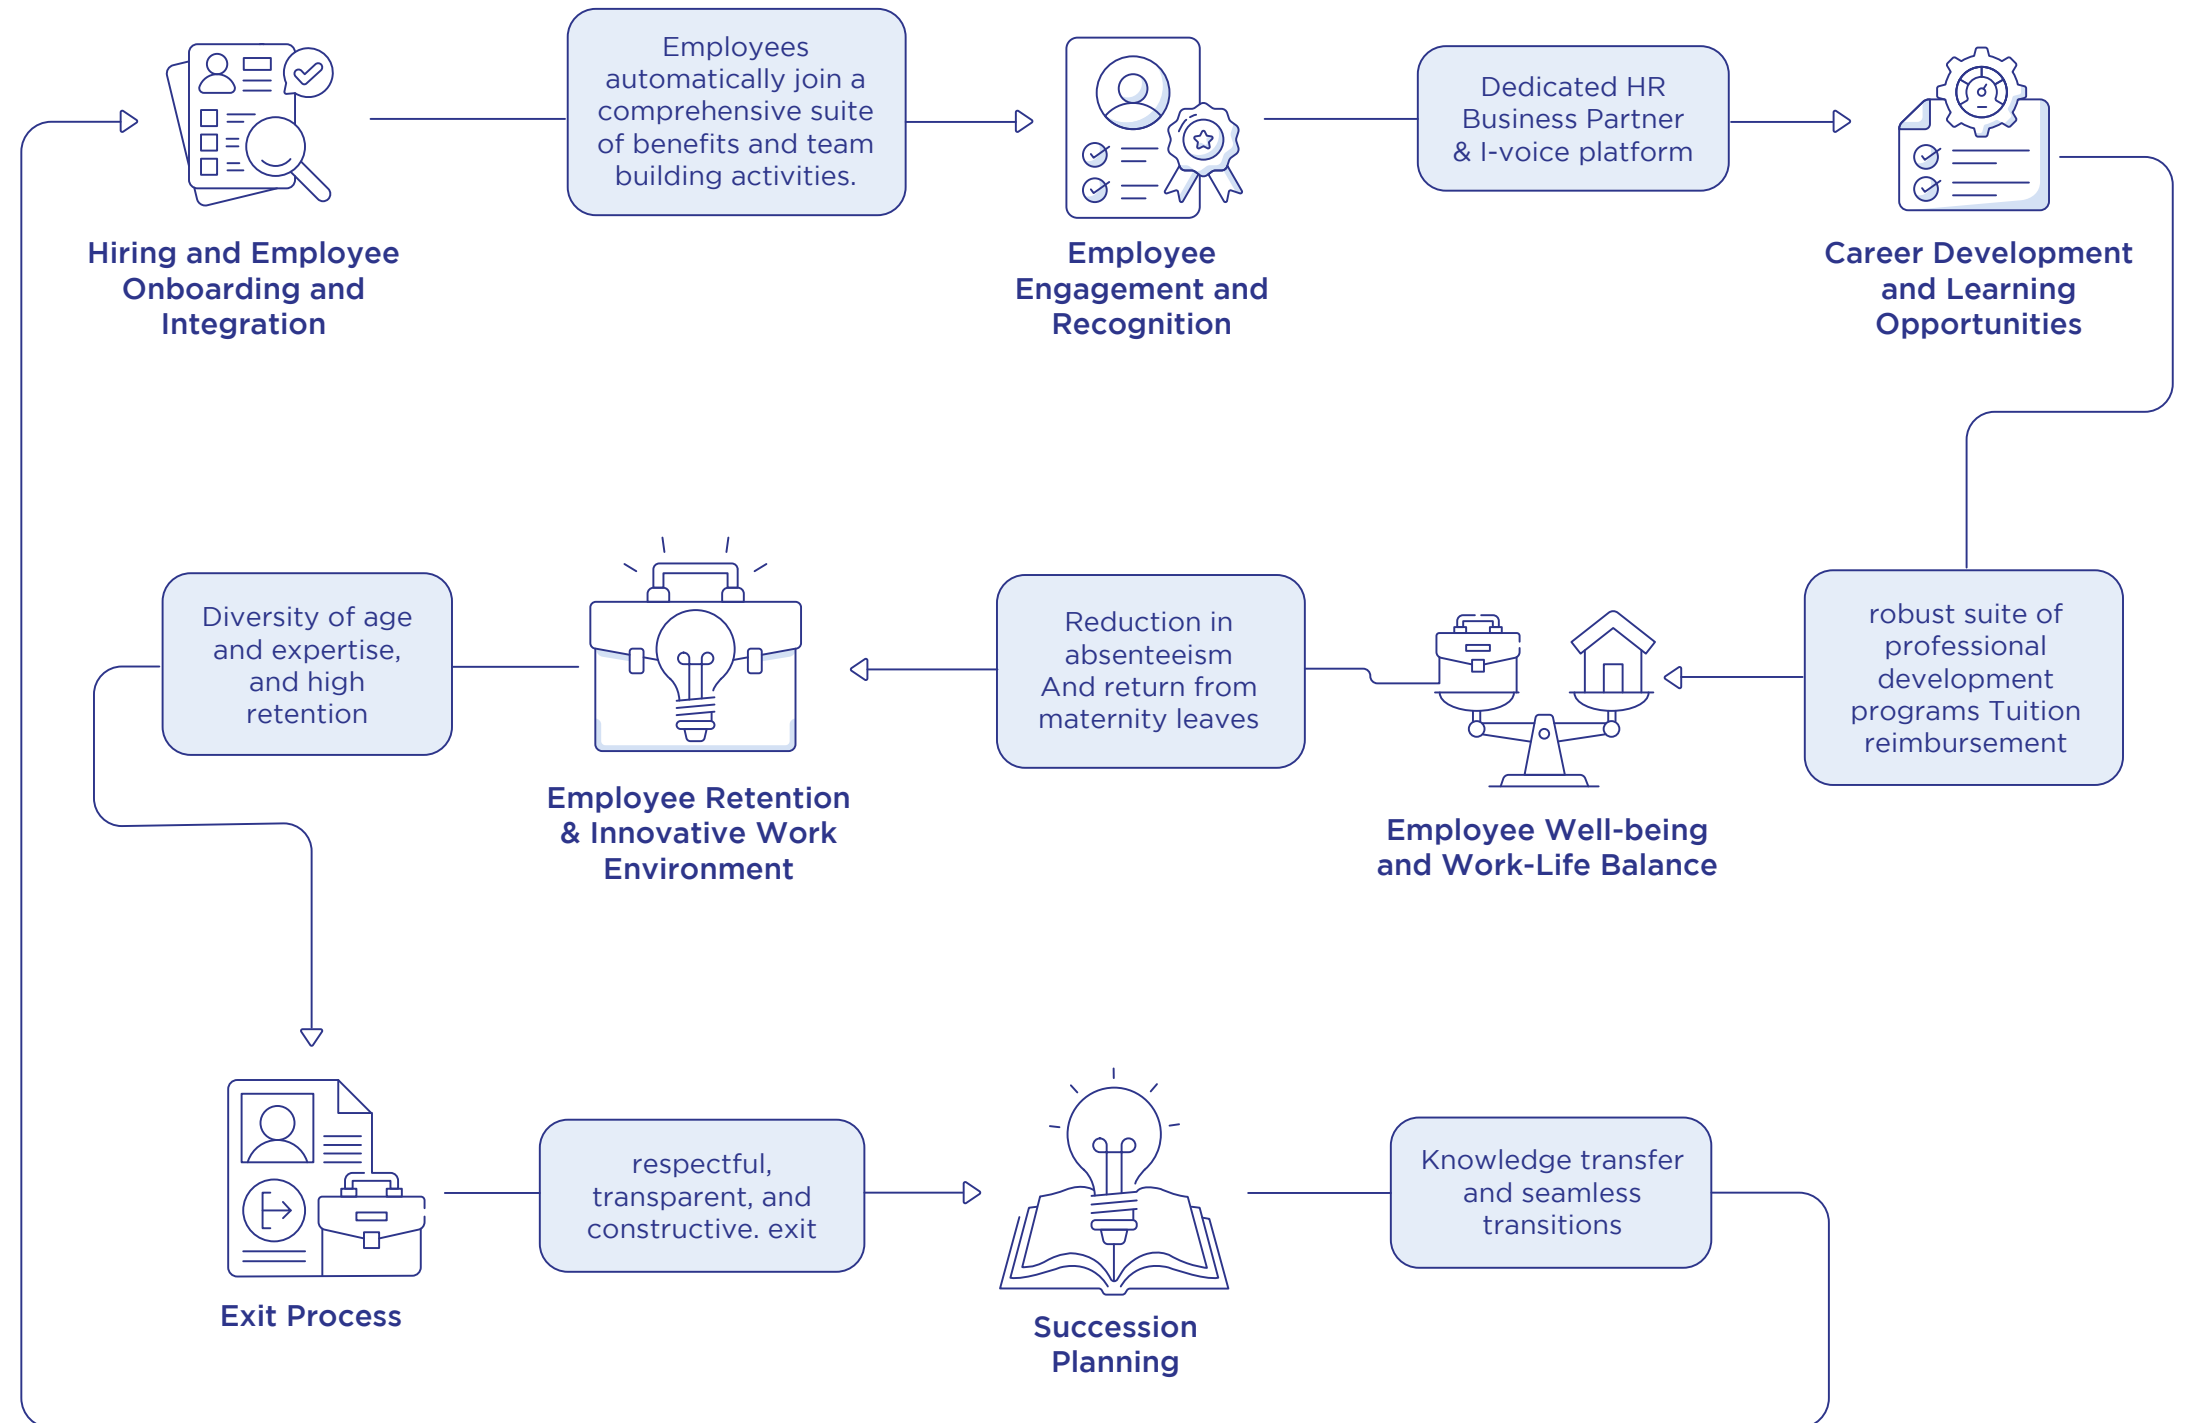 Employees
automatically join a
comprehensive suite
of benefits and team
building activities.
Dedicated HR
Business Partner
& I-voice platform
Hiring and Employee
Onboarding and
Integration
Employee
Engagement and
Recognition
Career Development
and Learning
Opportunities
robust suite of
professional
development
programs Tuition
reimbursement
Employee Well-being
and Work-Life Balance
Reduction in
absenteeism
And return from
maternity leaves
Employee Retention
& Innovative Work
Environment
Diversity of age
and expertise,
and high
retention
Exit Process
respectful,
transparent, and
constructive. exit
Succession
Planning
Knowledge transfer
and seamless
transitions